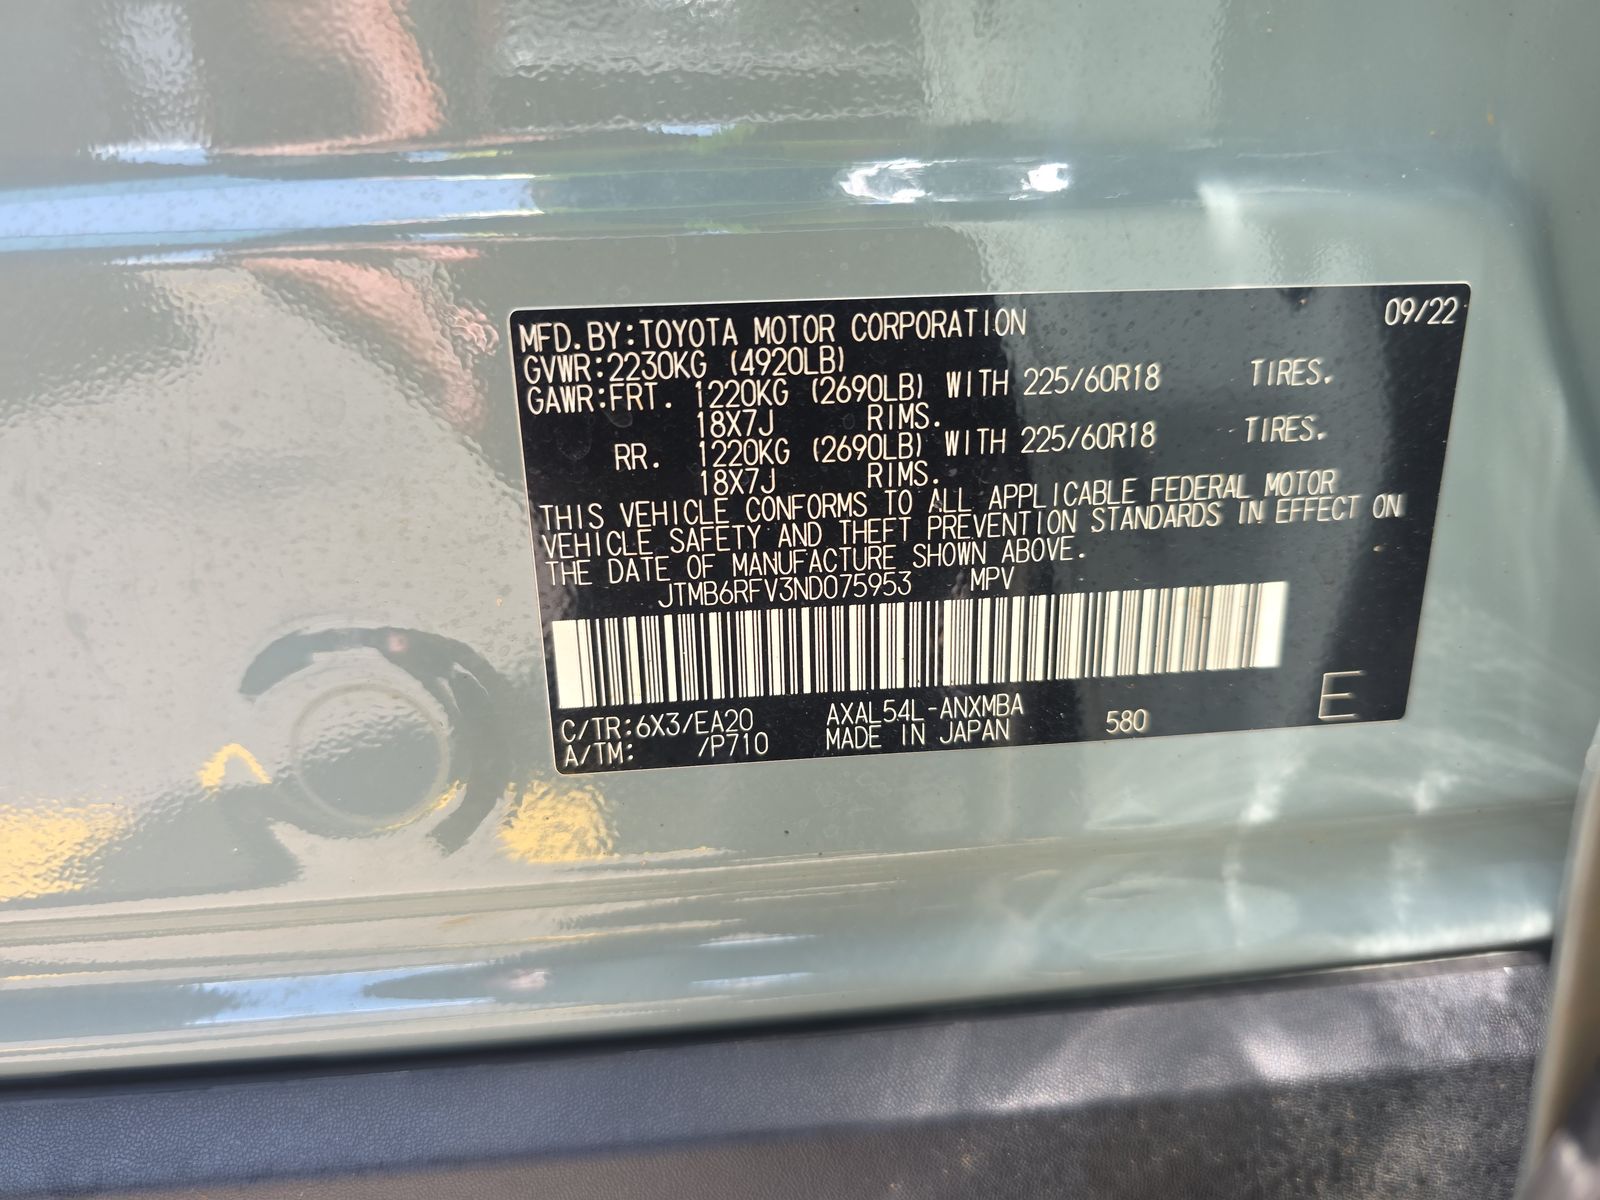 MFD.BY:TOYOTA MOTOR CORPORATION 09/22
GVWR:2230KG (4920LB)
GAWR:FRT. 1220KG (2690LB) WITH 225/60R18 TIRES.
18X7J RIMS.
RR. 1220KG (2690LB) WITH 225/60R18 TIRES.
18X7J RIMS.
THIS VEHICLE CONFORMS TO ALL APPLICABLE FEDERAL MOTOR
VEHICLE SAFETY AND THEFT PREVENTION STANDARDS IN EFFECT ON
THE DATE OF MANUFACTURE SHOWN ABOVE.
JTMB6RFV3ND075953 MPV
C/TR:6X3/EA20 AXAL54L-ANXMBA 580 E
A/TM: /P710 MADE IN JAPAN